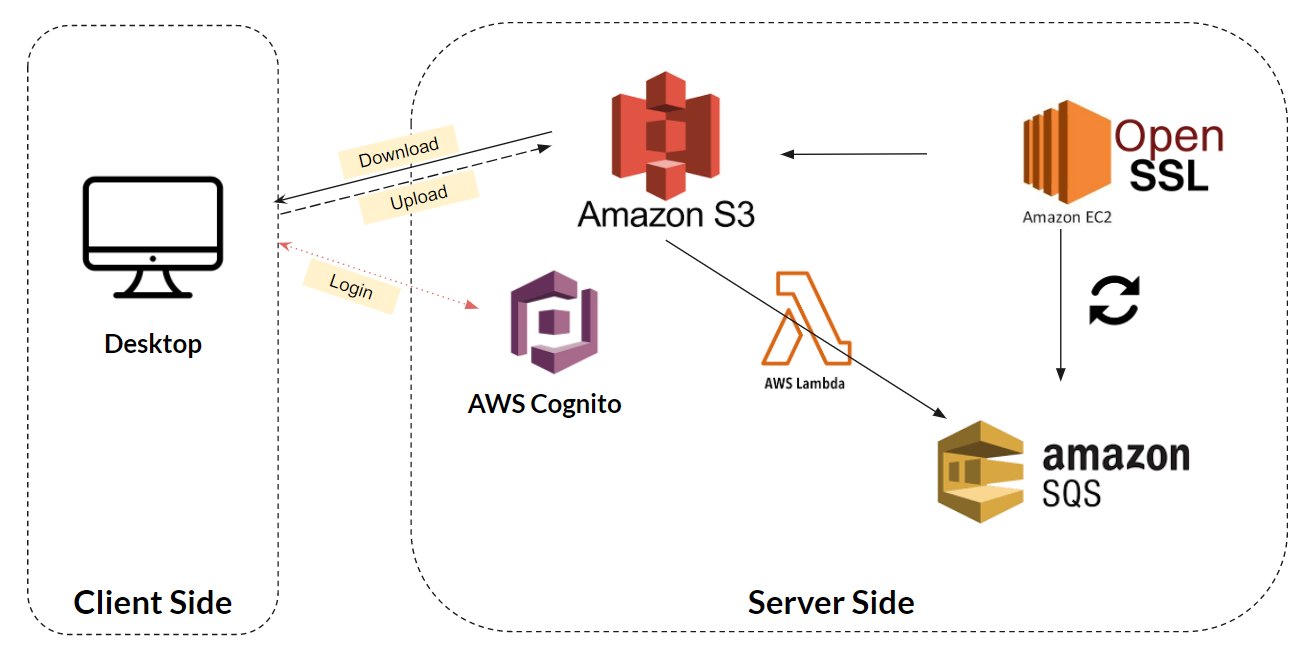 Download
Upload
Login
Desktop
Client Side
Amazon S3
Open
SSL
Amazon EC2
AWS Lambda
AWS Cognito
amazon
SQS
Server Side